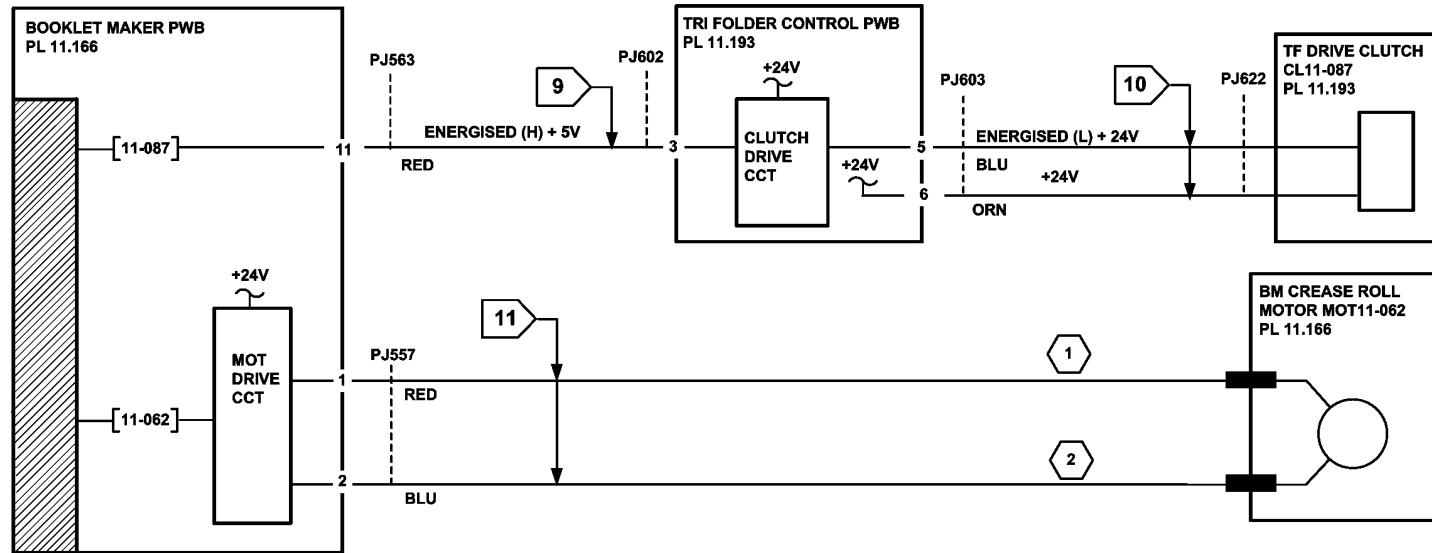 BOOKLET MAKER PWB
PL 11.166
PJ563
9
PJ602
TRI FOLDER CONTROL PWB
PL 11.193
+24V
PJ603
10
PJ622
TF DRIVE CLUTCH
CL11-087
PL 11.193
[11-087]
11
ENERGISED (H) + 5V
RED
3
CLUTCH
DRIVE
CCT
5
ENERGISED (L) + 24V
BLU
+24V
6
+24V
ORN
+24V
MOT
DRIVE
CCT
[11-062]
1
PJ557
RED
11
1
2
BLU
2
BM CREASE ROLL
MOTOR MOT11-062
PL 11.166